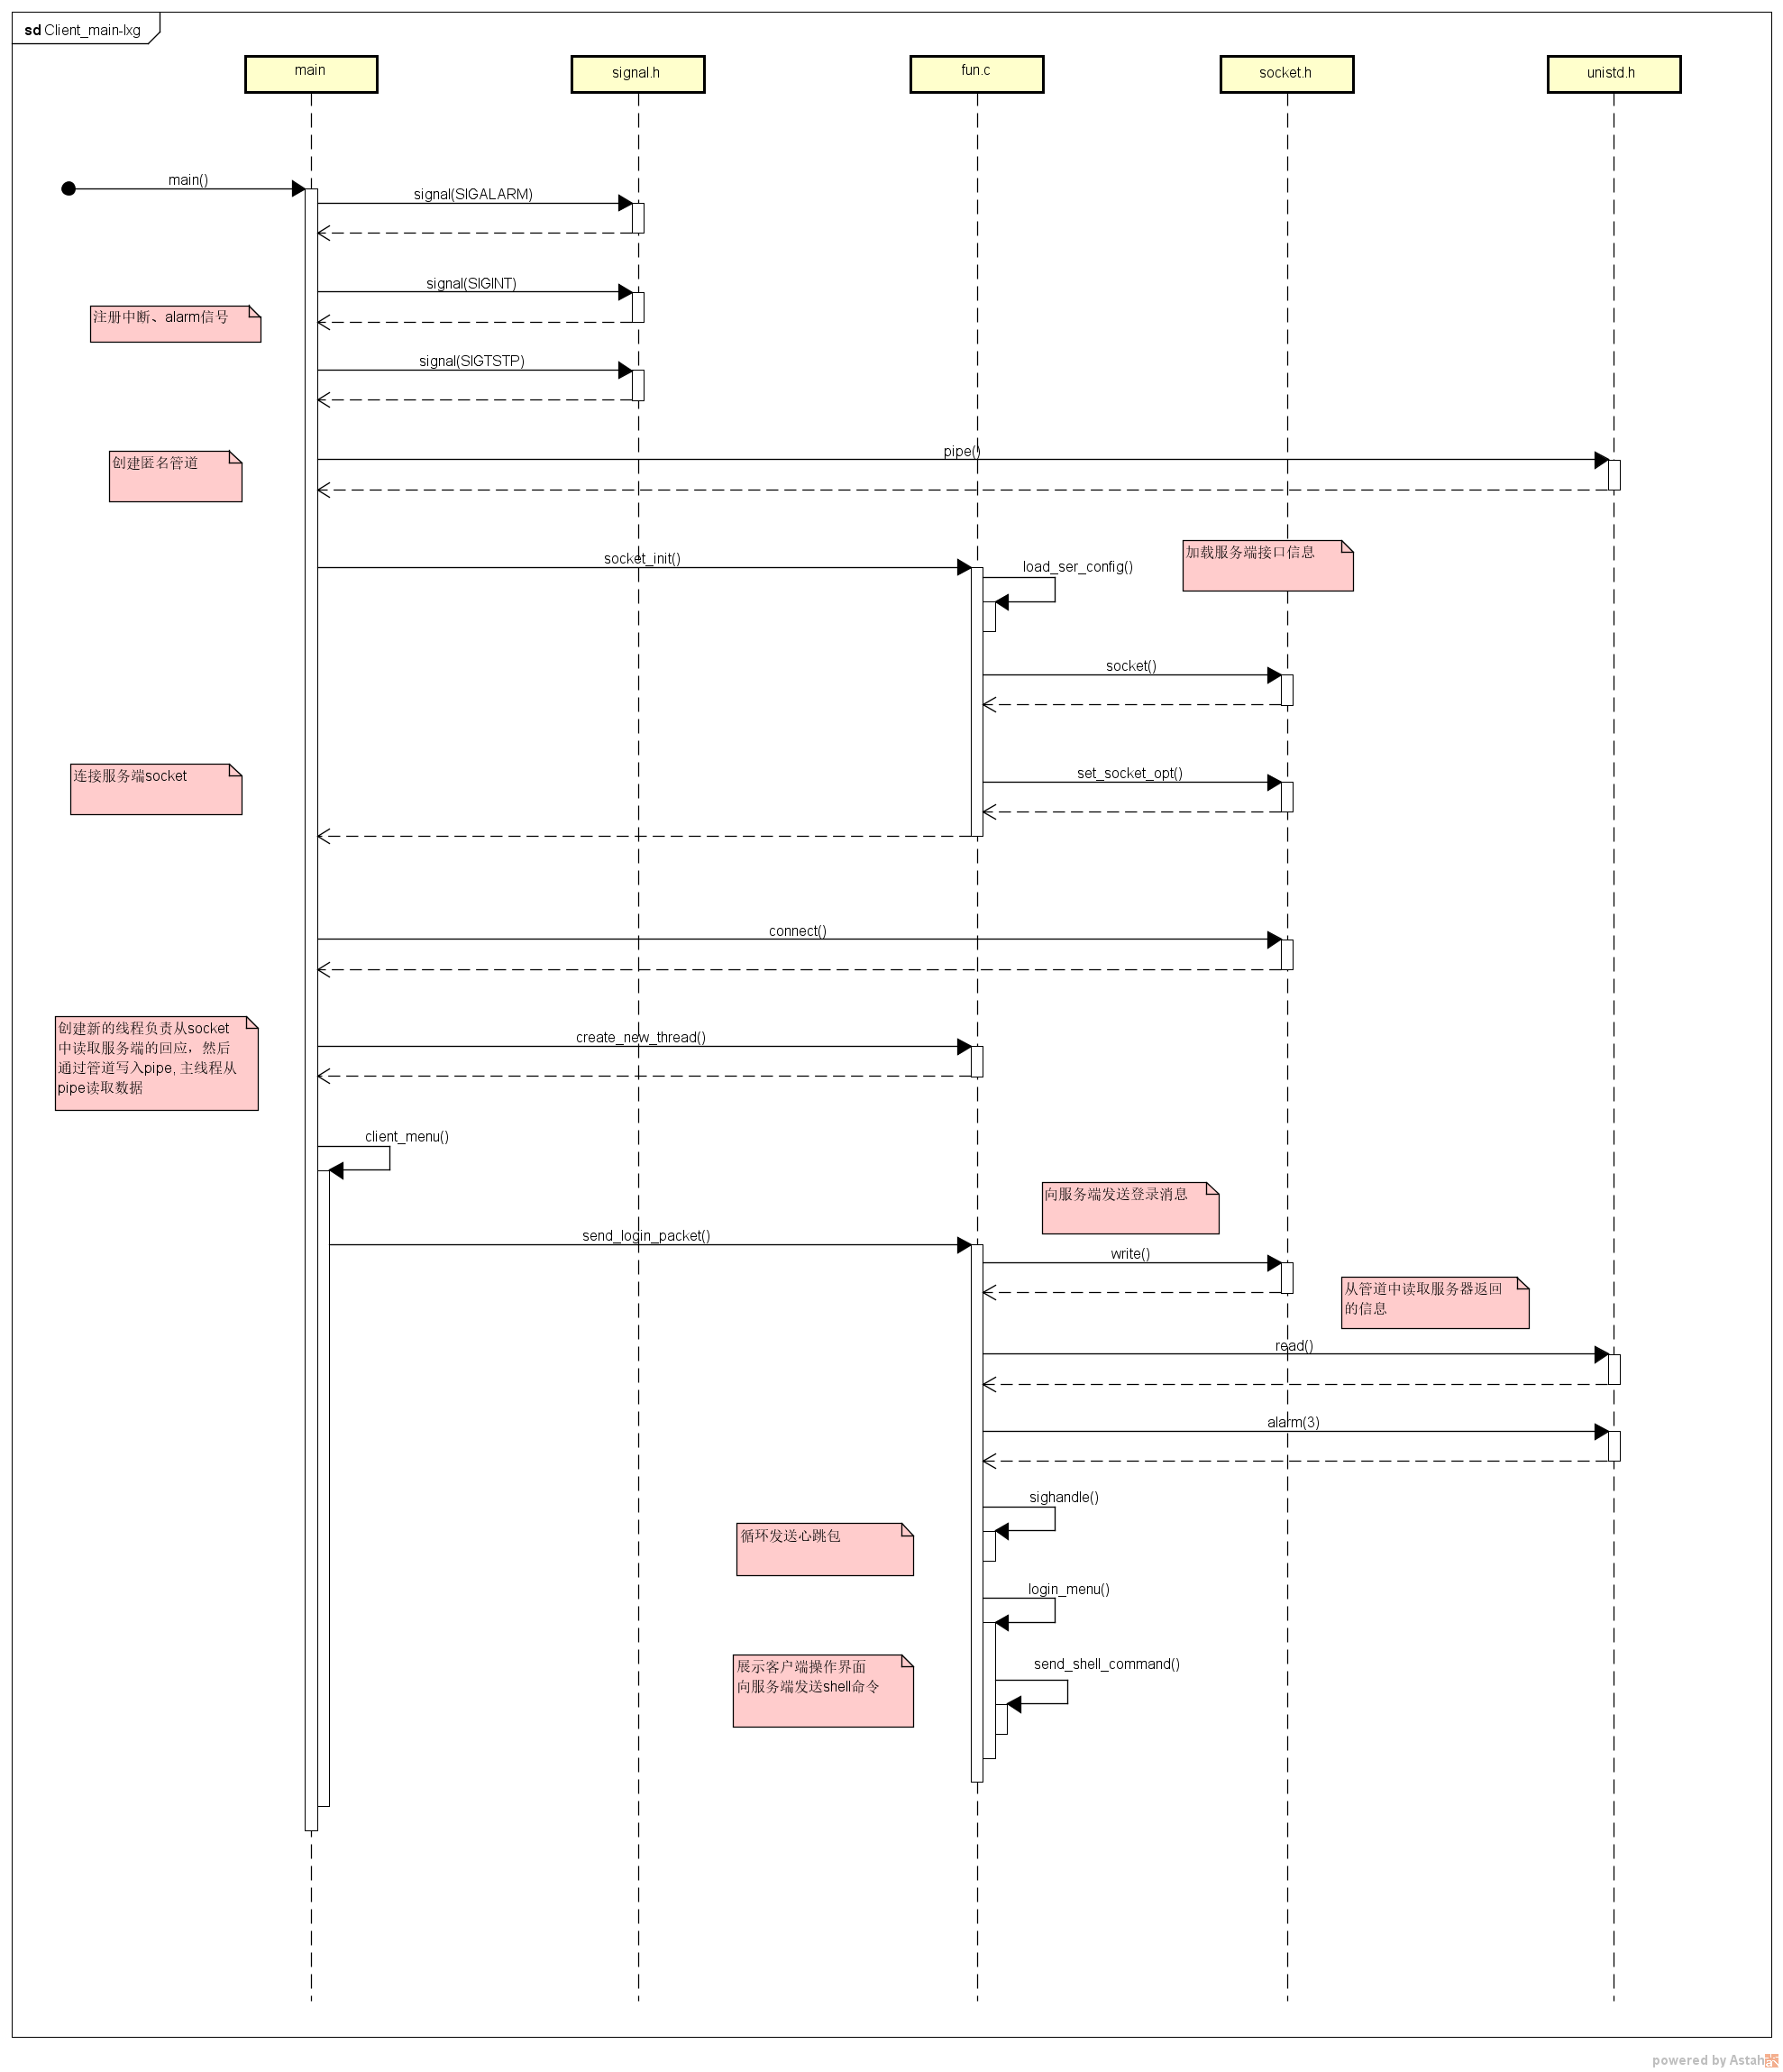 sd Client_main-lxg
main
signal.h
fun.c
socket.h
unistd.h
main()
signal(SIGALARM)
signal(SIGINT)
注册中断、alarm信号
signal(SIGTSTP)
pipe()
创建匿名管道
socket_init()
load_ser_config()
加载服务端接口信息
socket()
连接服务端socket
set_socket_opt()
connect()
创建新的线程负责从socket
中读取服务端的回应，然后
通过管道写入pipe, 主线程从
pipe读取数据
create_new_thread()
client_menu()
向服务端发送登录消息
send_login_packet()
write()
从管道中读取服务器返回
的信息
read()
alarm(3)
sighandle()
循环发送心跳包
login_menu()
展示客户端操作界面
向服务端发送shell命令
send_shell_command()
powered by Astah